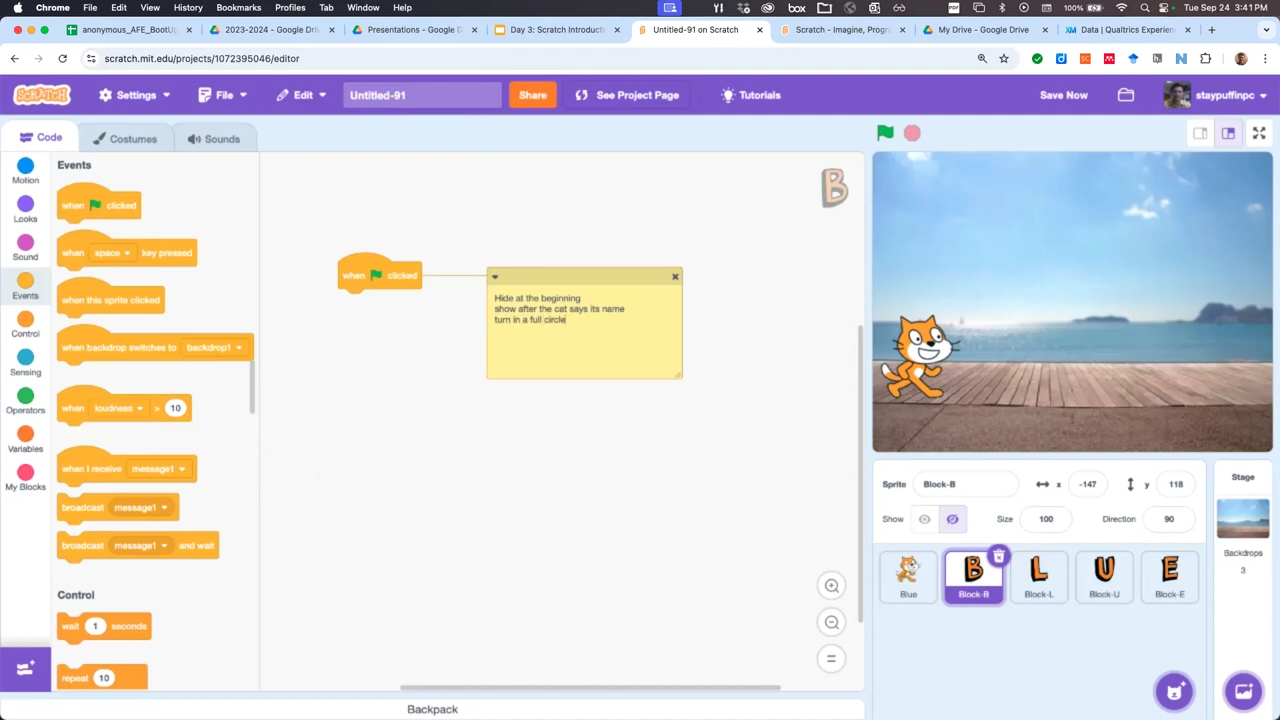 Chrome File Edit View History Bookmarks Profiles Tab Window Help
100% Tue Sep 24 3:41 PM
anonymous_AFE_BootU
2023-2024 - Google Driv
Presentations - Google D
Day 3: Scratch Introducti
Untitled-91 on Scratch
Scratch - Imagine, Progra
My Drive - Google Drive
Data | Qualtrics Experien
scratch.mit.edu/projects/1072395046/editor
SCRATCH Settings File Edit Untitled-91 Share See Project Page Tutorials Save Now staypuffinpc
Code Costumes Sounds
Motion
Looks
Sound
Events
Control
Sensing
Operators
Variables
My Blocks
Events
when clicked
when space key pressed
when this sprite clicked
when backdrop switches to backdrop1
when loudness > 10
when I receive message1
broadcast message1
broadcast message1 and wait
Control
wait 1 seconds
repeat 10
when clicked
Hide at the beginning
show after the cat says its name
turn in a full circle
B
Sprite Block-B x -147 y 118
Show Size 100 Direction 90
Blue
B Block-B
L Block-L
U Block-U
E Block-E
Stage
Backdrops
3
Backpack